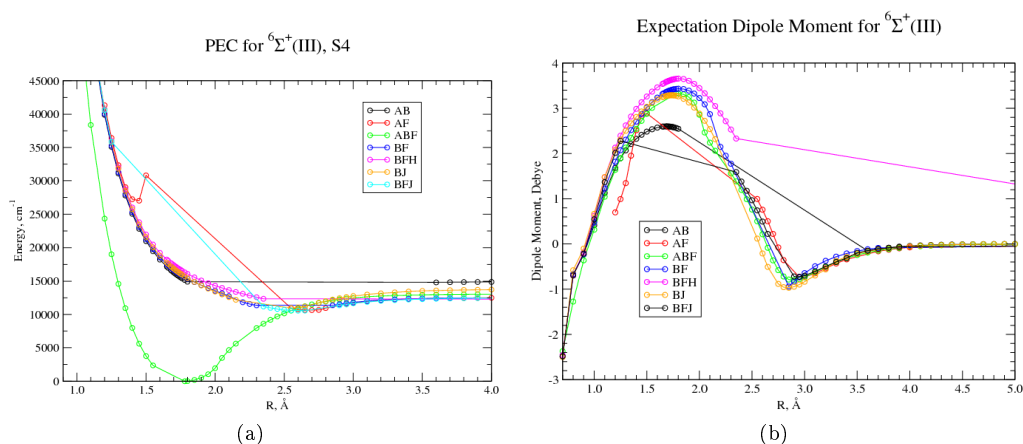 PEC for ⁶Σ⁺(III), S4
45000
40000
35000
30000
25000
20000
15000
10000
5000
0
Energy, cm⁻¹
1.0 1.5 2.0 2.5 3.0 3.5 4.0
R, Å
AB
AF
ABF
BF
BFH
BJ
BFJ
(a)
Expectation Dipole Moment for ⁶Σ⁺(III)
4
3
2
1
0
-1
-2
-3
Dipole Moment, Debye
1.0 1.5 2.0 2.5 3.0 3.5 4.0 4.5 5.0
R, Å
AB
AF
ABF
BF
BFH
BJ
BFJ
(b)